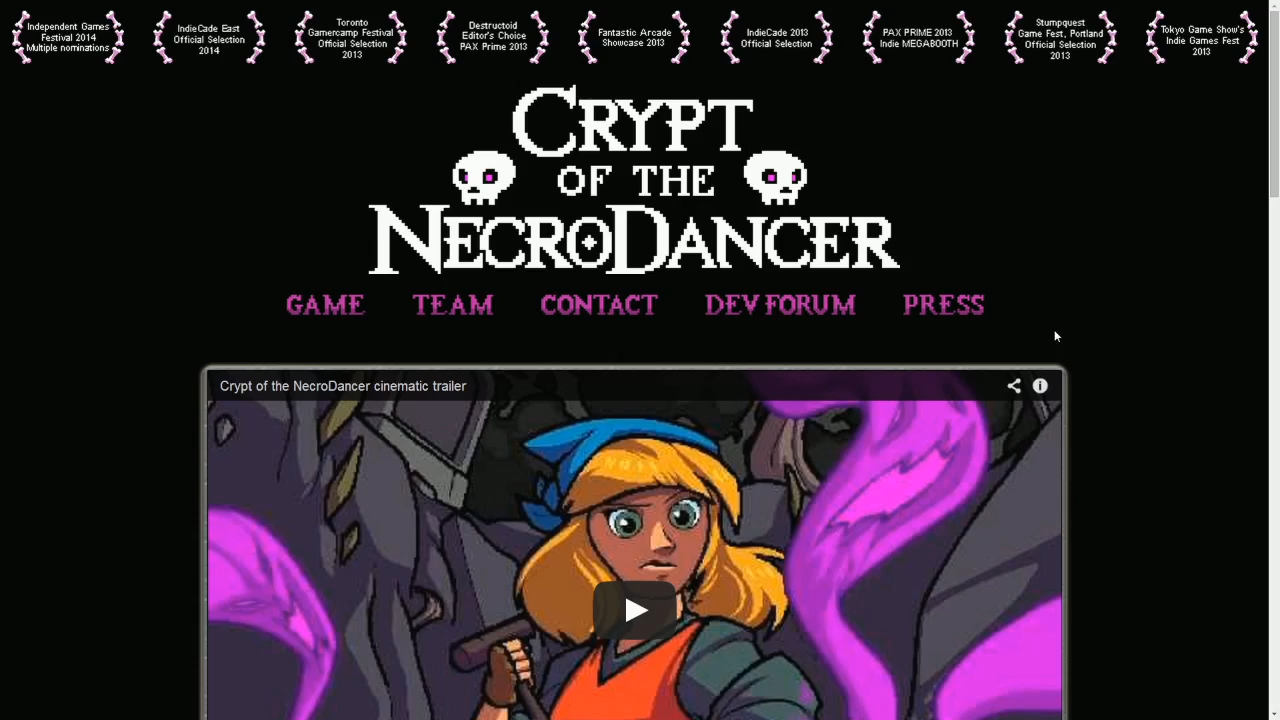 Independent Games
Festival 2014
Multiple nominations
IndieCade East
Official Selection
2014
Toronto
Gamercamp Festival
Official Selection
2013
Destructoid
Editor's Choice
PAX Prime 2013
Fantastic Arcade
Showcase 2013
IndieCade 2013
Official Selection
PAX PRIME 2013
Indie MEGABOOTH
Stumpquest
Game Fest, Portland
Official Selection
2013
Tokyo Game Show's
Indie Games Fest
2013
CRYPT
OF THE
NECRODANCER
GAME TEAM CONTACT DEV FORUM PRESS
Crypt of the NecroDancer cinematic trailer